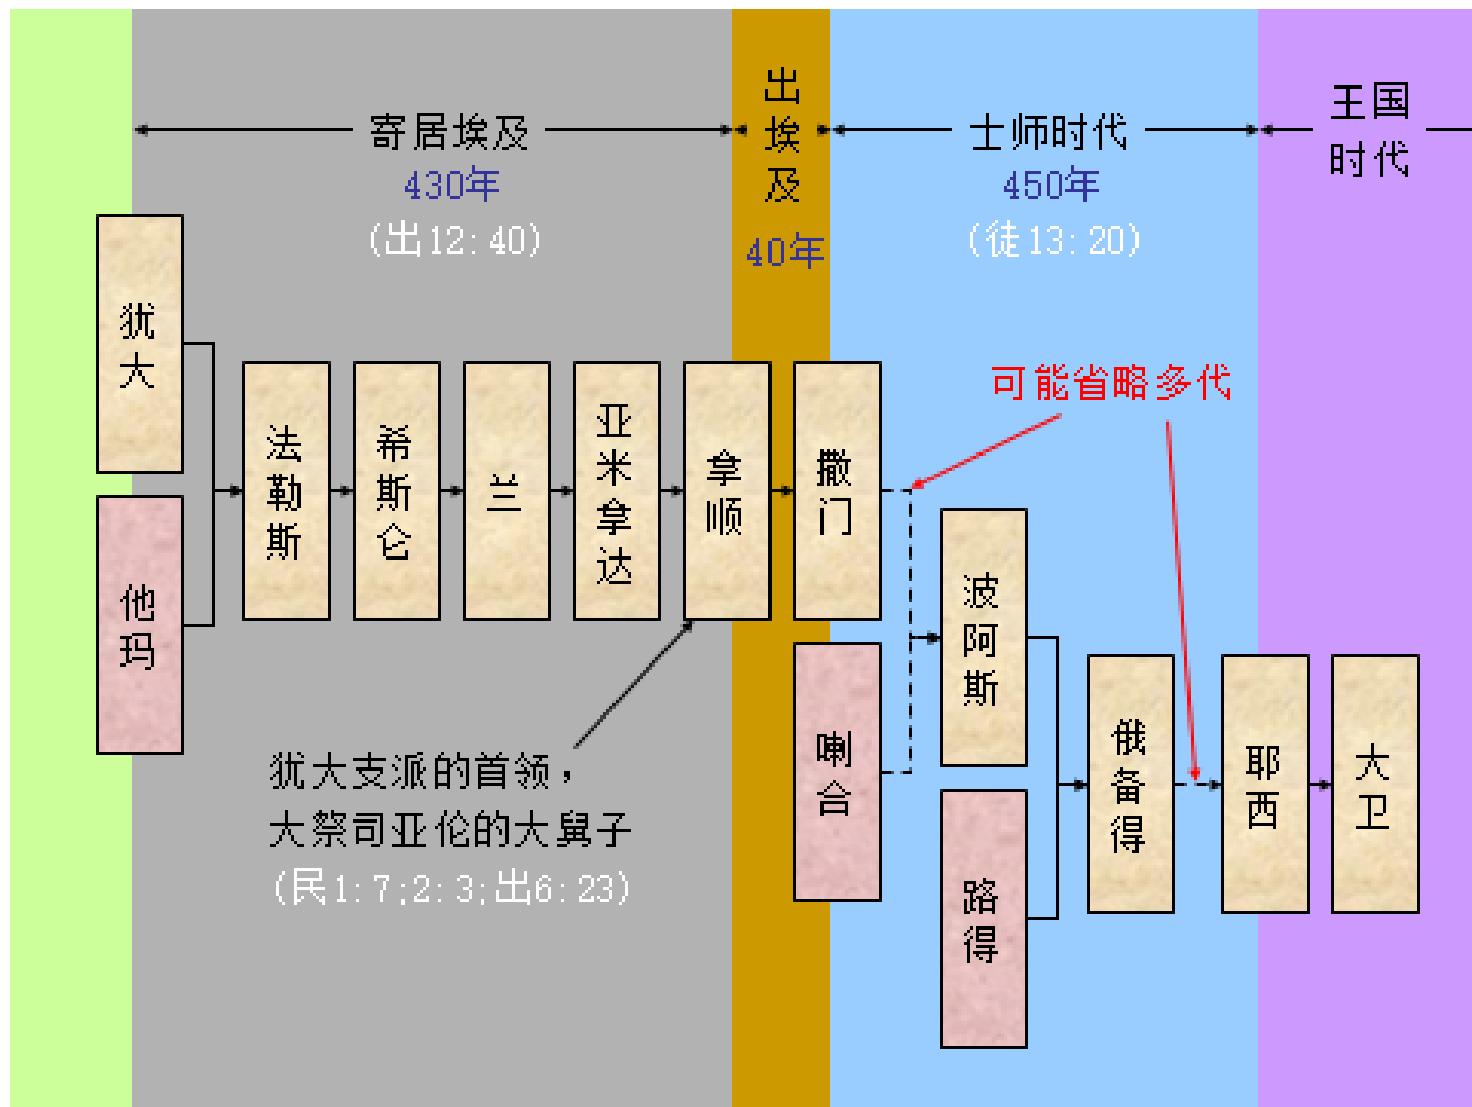 寄居埃及
430年
(出12:40)
出埃及
40年
士师时代
450年
(徒13:20)
王国
时代
犹大
他玛
法勒斯
希斯仑
兰
亚米拿达
拿顺
撒门
喇合
可能省略多代
波阿斯
路得
俄备得
耶西
大卫
犹大支派的首领，
大祭司亚伦的大舅子
(民1:7;2:3;出6:23)